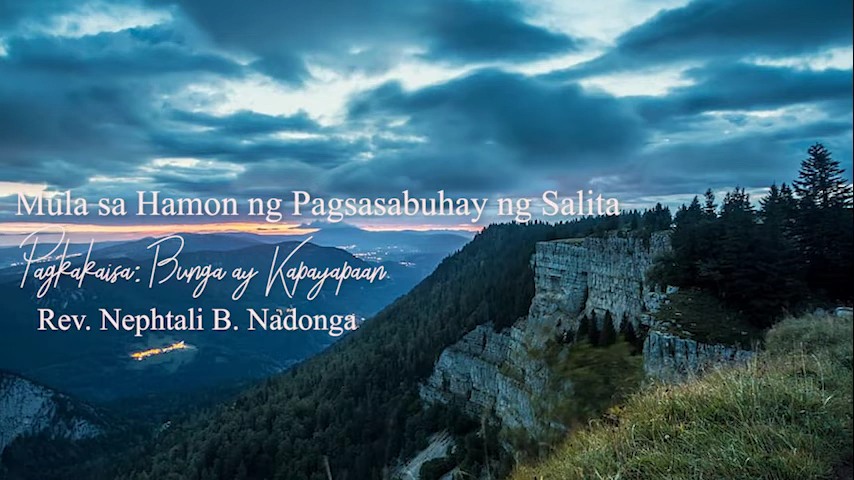 Mula sa Hamon ng Pagsasabuhay ng Salita
Pagkakaisa: Bunga ay Kapayapaan.
Rev. Nephtali B. Nadonga